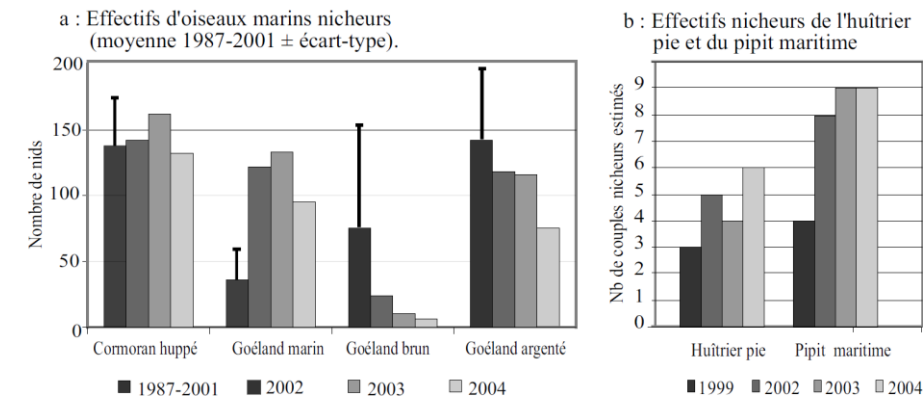 a : Effectifs d'oiseaux marins nicheurs
(moyenne 1987-2001 ± écart-type).
200
150
100
50
0
Nombre de nids
Cormoran huppé Goéland marin Goéland brun Goéland argenté
1987-2001 2002 2003 2004
b : Effectifs nicheurs de l'huîtrier
pie et du pipit maritime
9
8
7
6
5
4
3
2
1
0
Nb de couples nicheurs estimés
Huîtrier pie Pipit maritime
1999 2002 2003 2004